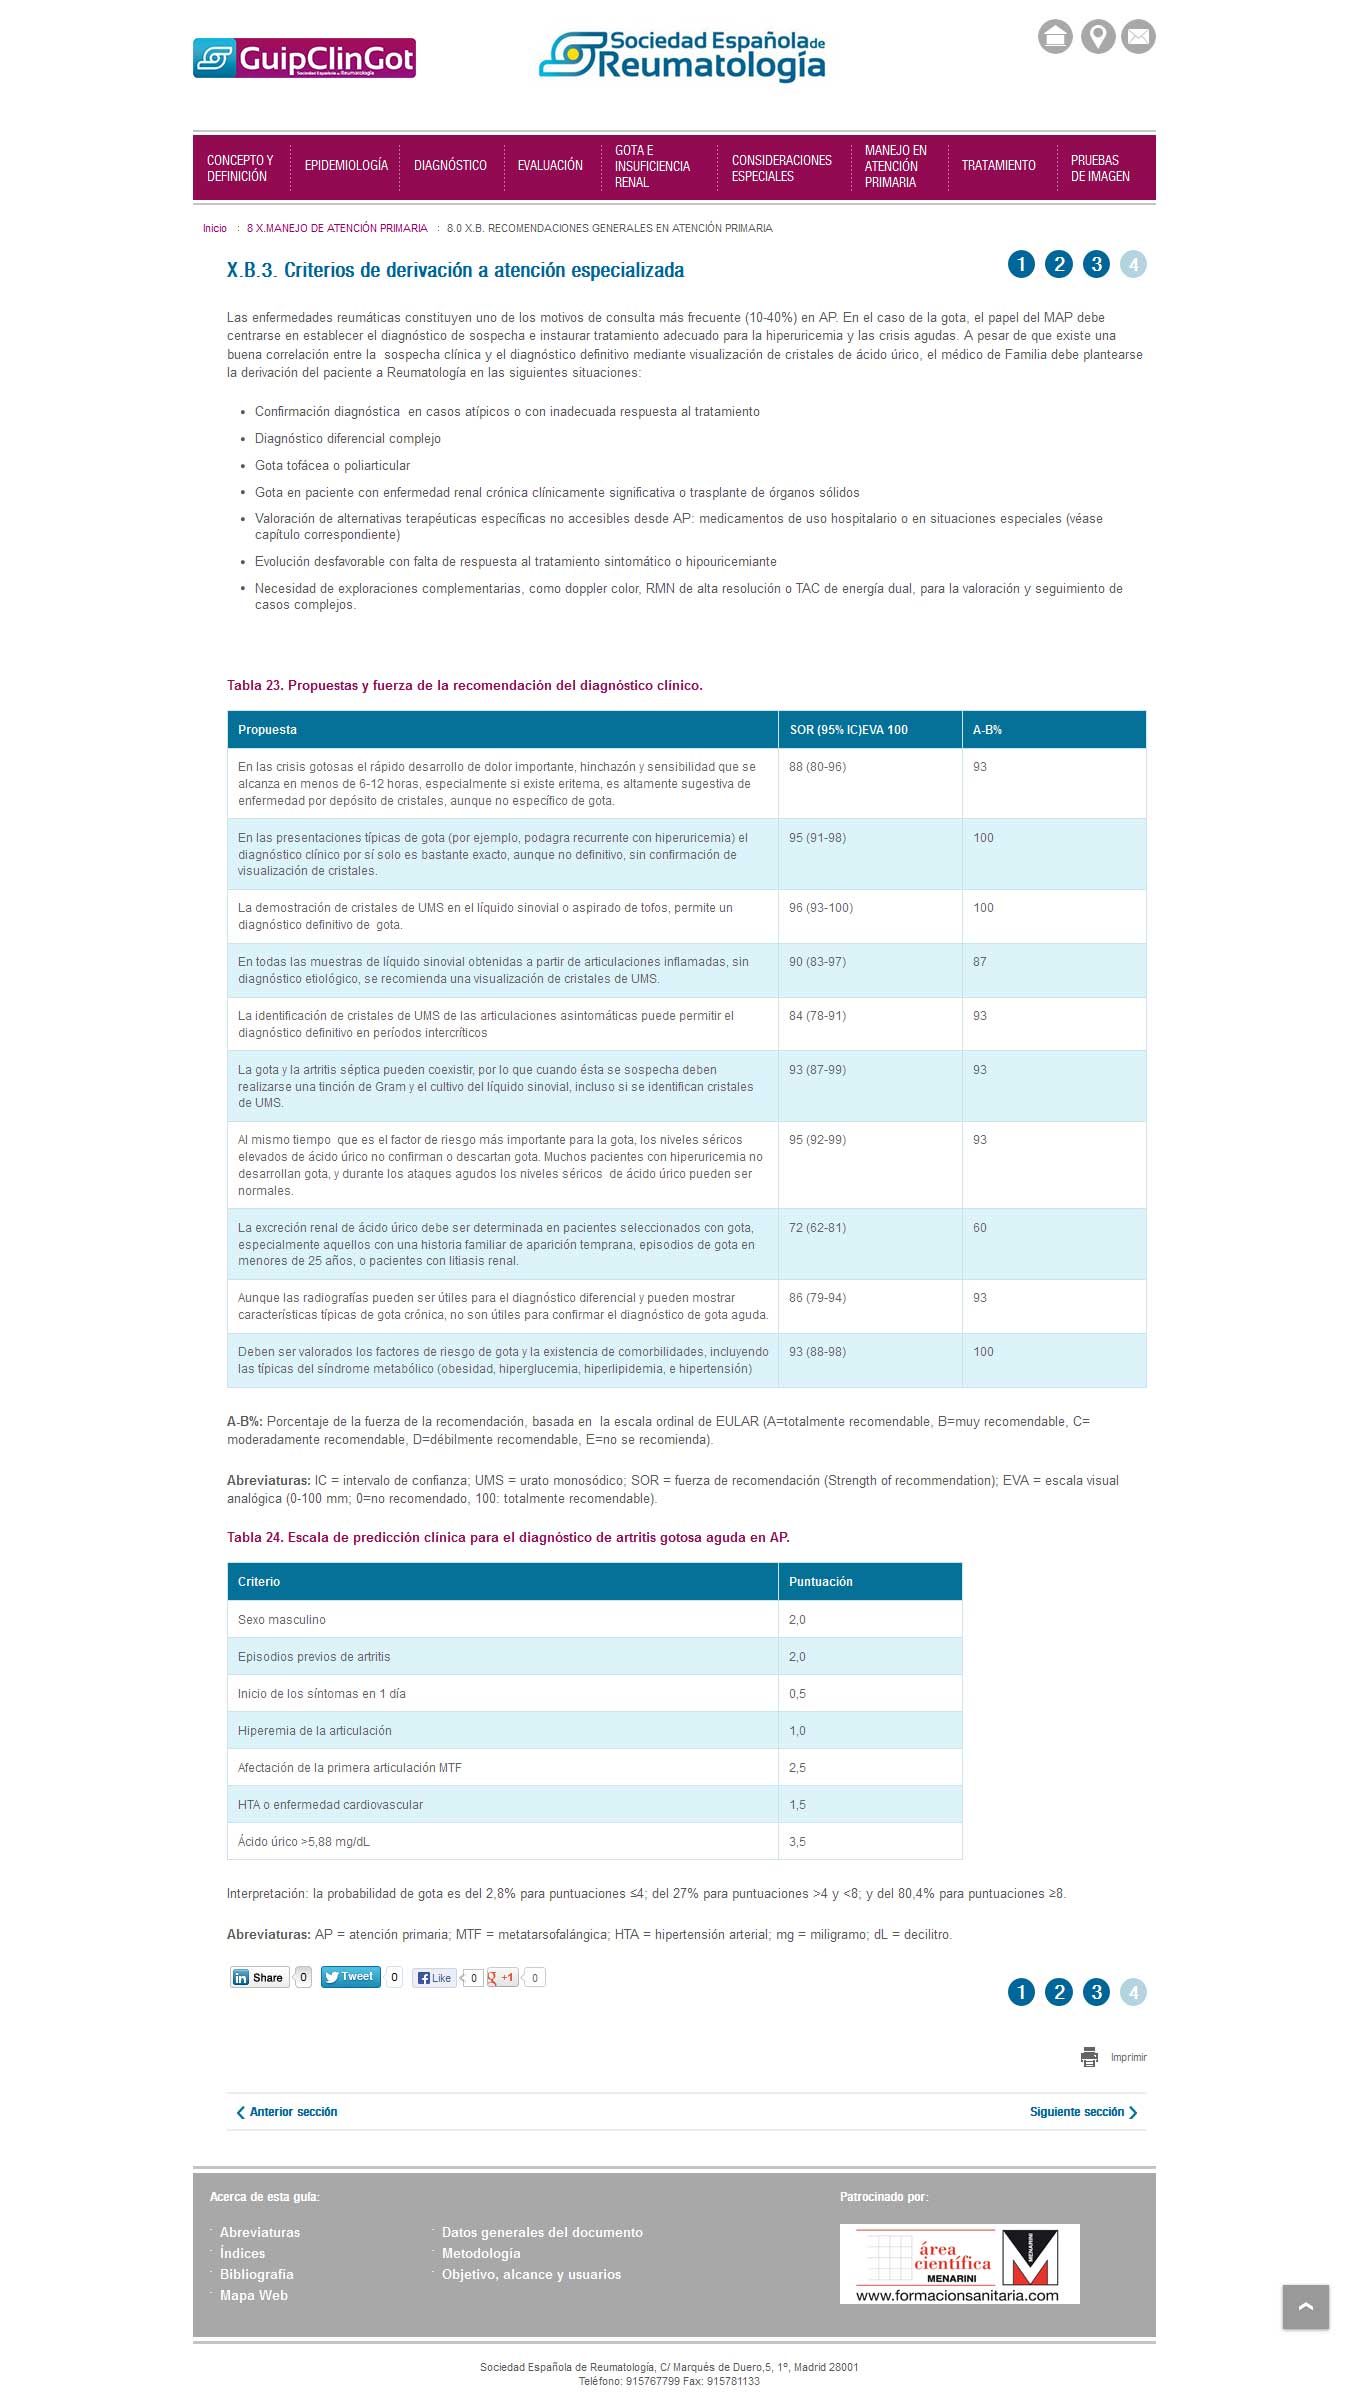 GuipClinGot
Sociedad Española de Reumatología
Sociedad Española de
Reumatología
CONCEPTO Y
DEFINICIÓN
EPIDEMIOLOGÍA
DIAGNÓSTICO
EVALUACIÓN
GOTA E
INSUFICIENCIA
RENAL
CONSIDERACIONES
ESPECIALES
MANEJO EN
ATENCIÓN
PRIMARIA
TRATAMIENTO
PRUEBAS
DE IMAGEN
Inicio : 8 X.MANEJO DE ATENCIÓN PRIMARIA : 8.0 X.B. RECOMENDACIONES GENERALES EN ATENCIÓN PRIMARIA
X.B.3. Criterios de derivación a atención especializada
1 2 3 4
Las enfermedades reumáticas constituyen uno de los motivos de consulta más frecuente (10-40%) en AP. En el caso de la gota, el papel del MAP debe
centrarse en establecer el diagnóstico de sospecha e instaurar tratamiento adecuado para la hiperuricemia y las crisis agudas. A pesar de que existe una
buena correlación entre la sospecha clínica y el diagnóstico definitivo mediante visualización de cristales de ácido úrico, el médico de Familia debe plantearse
la derivación del paciente a Reumatología en las siguientes situaciones:
• Confirmación diagnóstica en casos atípicos o con inadecuada respuesta al tratamiento
• Diagnóstico diferencial complejo
• Gota tofácea o poliarticular
• Gota en paciente con enfermedad renal crónica clínicamente significativa o trasplante de órganos sólidos
• Valoración de alternativas terapéuticas específicas no accesibles desde AP: medicamentos de uso hospitalario o en situaciones especiales (véase
capítulo correspondiente)
• Evolución desfavorable con falta de respuesta al tratamiento sintomático o hipouricemiante
• Necesidad de exploraciones complementarias, como doppler color, RMN de alta resolución o TAC de energía dual, para la valoración y seguimiento de
casos complejos.
Tabla 23. Propuestas y fuerza de la recomendación del diagnóstico clínico.
Propuesta SOR (95% IC)EVA 100 A-B%
En las crisis gotosas el rápido desarrollo de dolor importante, hinchazón y sensibilidad que se 88 (80-96) 93
alcanza en menos de 6-12 horas, especialmente si existe eritema, es altamente sugestiva de
enfermedad por depósito de cristales, aunque no específico de gota.
En las presentaciones típicas de gota (por ejemplo, podagra recurrente con hiperuricemia) el 95 (91-98) 100
diagnóstico clínico por sí solo es bastante exacto, aunque no definitivo, sin confirmación de
visualización de cristales.
La demostración de cristales de UMS en el líquido sinovial o aspirado de tofos, permite un 96 (93-100) 100
diagnóstico definitivo de gota.
En todas las muestras de líquido sinovial obtenidas a partir de articulaciones inflamadas, sin 90 (83-97) 87
diagnóstico etiológico, se recomienda una visualización de cristales de UMS.
La identificación de cristales de UMS de las articulaciones asintomáticas puede permitir el 84 (78-91) 93
diagnóstico definitivo en períodos intercríticos
La gota y la artritis séptica pueden coexistir, por lo que cuando ésta se sospecha deben 93 (87-99) 93
realizarse una tinción de Gram y el cultivo del líquido sinovial, incluso si se identifican cristales
de UMS.
Al mismo tiempo que es el factor de riesgo más importante para la gota, los niveles séricos 95 (92-99) 93
elevados de ácido úrico no confirman o descartan gota. Muchos pacientes con hiperuricemia no
desarrollan gota, y durante los ataques agudos los niveles séricos de ácido úrico pueden ser
normales.
La excreción renal de ácido úrico debe ser determinada en pacientes seleccionados con gota, 72 (62-81) 60
especialmente aquellos con una historia familiar de aparición temprana, episodios de gota en
menores de 25 años, o pacientes con litiasis renal.
Aunque las radiografías pueden ser útiles para el diagnóstico diferencial y pueden mostrar 86 (79-94) 93
características típicas de gota crónica, no son útiles para confirmar el diagnóstico de gota aguda.
Deben ser valorados los factores de riesgo de gota y la existencia de comorbilidades, incluyendo 93 (88-98) 100
las típicas del síndrome metabólico (obesidad, hiperglucemia, hiperlipidemia, e hipertensión)
A-B%: Porcentaje de la fuerza de la recomendación, basada en la escala ordinal de EULAR (A=totalmente recomendable, B=muy recomendable, C=
moderadamente recomendable, D=débilmente recomendable, E=no se recomienda).
Abreviaturas: IC = intervalo de confianza; UMS = urato monosódico; SOR = fuerza de recomendación (Strength of recommendation); EVA = escala visual
analógica (0-100 mm; 0=no recomendado, 100: totalmente recomendable).
Tabla 24. Escala de predicción clínica para el diagnóstico de artritis gotosa aguda en AP.
Criterio Puntuación
Sexo masculino 2,0
Episodios previos de artritis 2,0
Inicio de los síntomas en 1 día 0,5
Hiperemia de la articulación 1,0
Afectación de la primera articulación MTF 2,5
HTA o enfermedad cardiovascular 1,5
Ácido úrico >5,88 mg/dL 3,5
Interpretación: la probabilidad de gota es del 2,8% para puntuaciones ≤4; del 27% para puntuaciones >4 y <8; y del 80,4% para puntuaciones ≥8.
Abreviaturas: AP = atención primaria; MTF = metatarsofalángica; HTA = hipertensión arterial; mg = miligramo; dL = decilitro.
in Share 0 Tweet 0 f Like 0 g +1 0
1 2 3 4
Imprimir
Anterior sección Siguiente sección
Acerca de esta guía: Patrocinado por:
Abreviaturas
Índices
Bibliografía
Mapa Web
Datos generales del documento
Metodología
Objetivo, alcance y usuarios
área
científica
MENARINI
MENARINI
www.formacionsanitaria.com
Sociedad Española de Reumatología, C/ Marqués de Duero,5, 1º, Madrid 28001
Teléfono: 915767799 Fax: 915781133